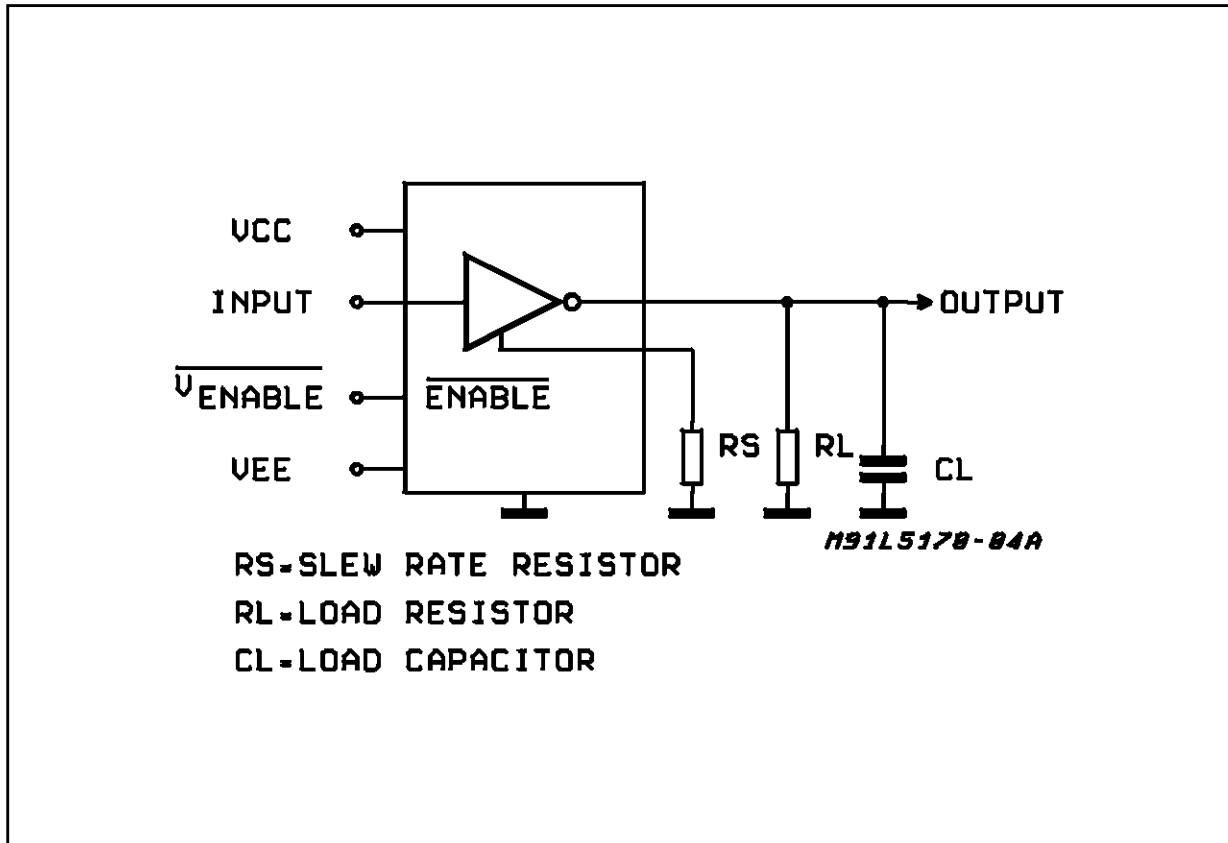 VCC
INPUT
OUTPUT
VENABLE
ENABLE
VEE
RS
RL
CL
M91L5170-04A
RS=SLEW RATE RESISTOR
RL=LOAD RESISTOR
CL=LOAD CAPACITOR